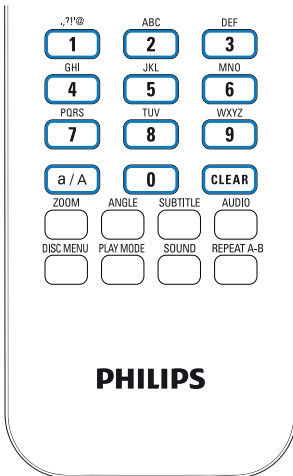 .,?!'@ ABC DEF
1 2 3
GHI JKL MNO
4 5 6
PQRS TUV WXYZ
7 8 9
a / A 0 CLEAR
ZOOM ANGLE SUBTITLE AUDIO
DISC MENU PLAY MODE SOUND REPEAT A-B
PHILIPS